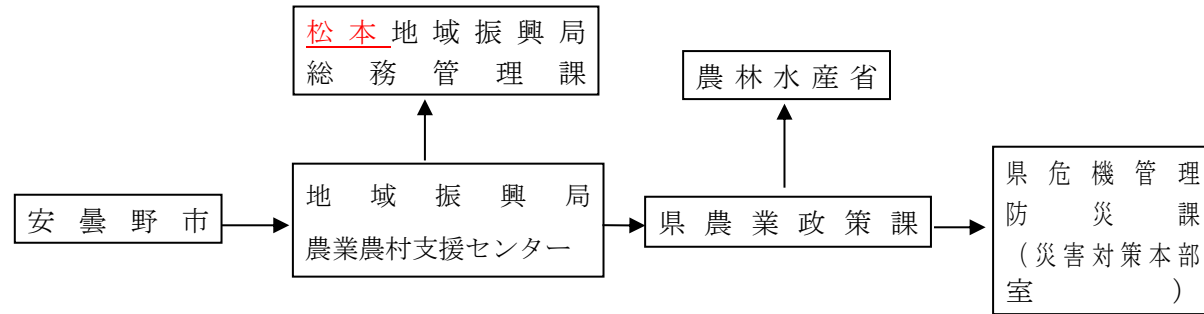 松本地域振興局
総務管理課
農林水産省
安曇野市
地域振興局
農業農村支援センター
県農業政策課
県危機管理
防災課
（災害対策本部
室）